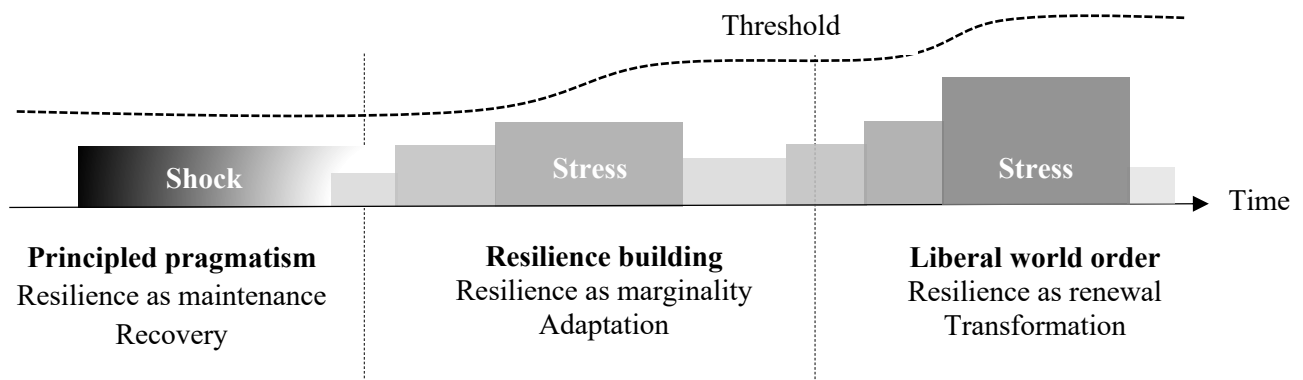 Threshold
Shock
Stress
Stress
Time
Principled pragmatism
Resilience as maintenance
Recovery
Resilience building
Resilience as marginality
Adaptation
Liberal world order
Resilience as renewal
Transformation